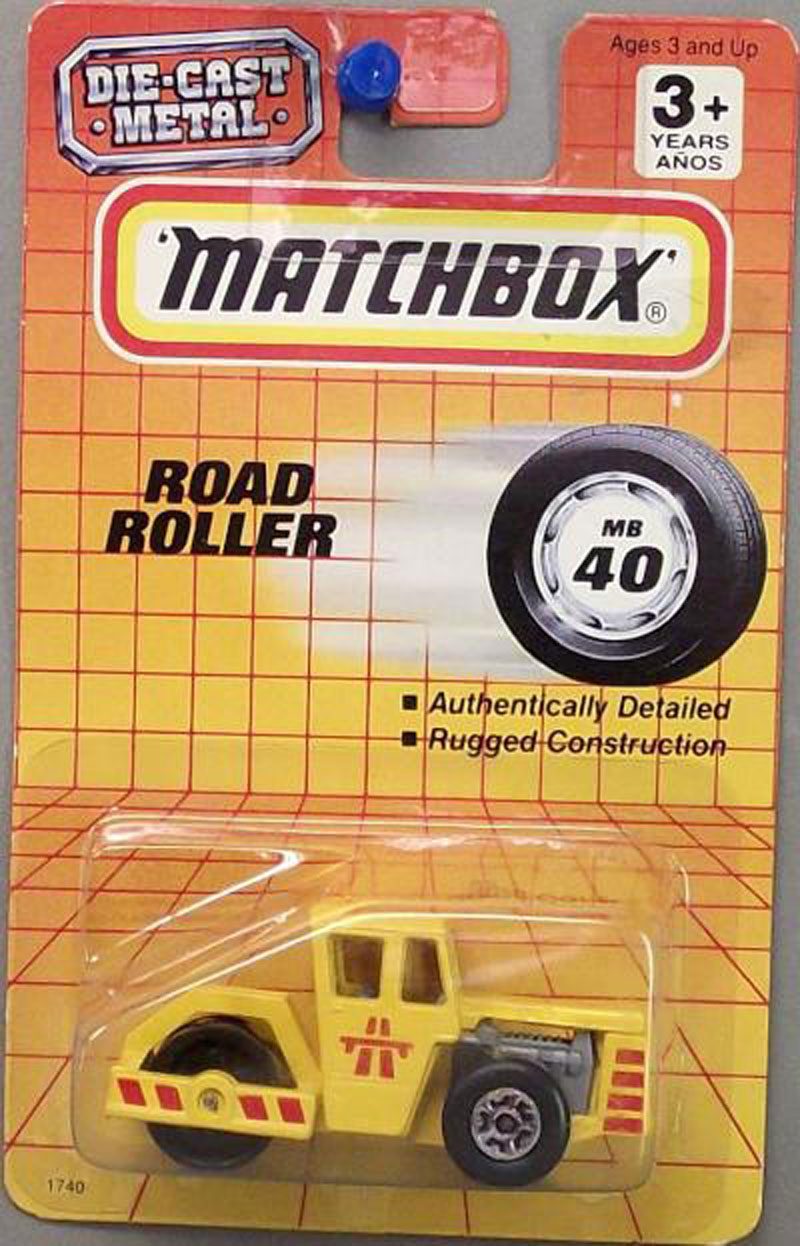 DIE-CAST
METAL
Ages 3 and Up
3+
YEARS
AÑOS
'MATCHBOX' ®
ROAD
ROLLER
MB
40
■ Authentically Detailed
■ Rugged Construction
1740